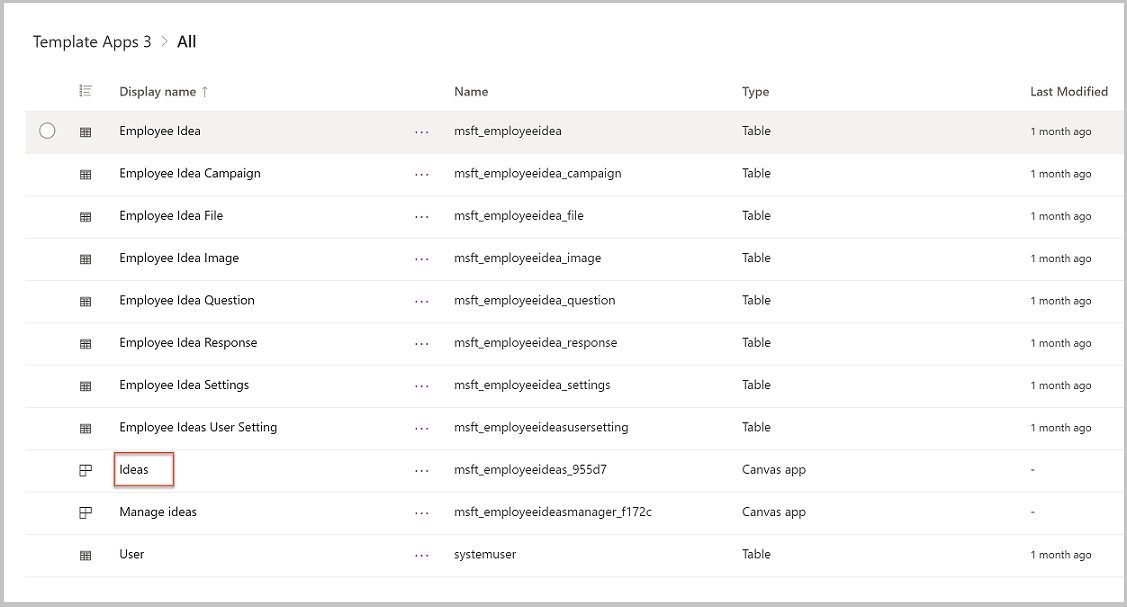 Template Apps 3 > All
Display name ↑ Name Type Last Modified
Employee Idea ... msft_employeeidea Table 1 month ago
Employee Idea Campaign ... msft_employeeidea_campaign Table 1 month ago
Employee Idea File ... msft_employeeidea_file Table 1 month ago
Employee Idea Image ... msft_employeeidea_image Table 1 month ago
Employee Idea Question ... msft_employeeidea_question Table 1 month ago
Employee Idea Response ... msft_employeeidea_response Table 1 month ago
Employee Idea Settings ... msft_employeeidea_settings Table 1 month ago
Employee Ideas User Setting ... msft_employeeideasusersetting Table 1 month ago
Ideas ... msft_employeeideas_955d7 Canvas app -
Manage ideas ... msft_employeeideasmanager_f172c Canvas app -
User ... systemuser Table 1 month ago